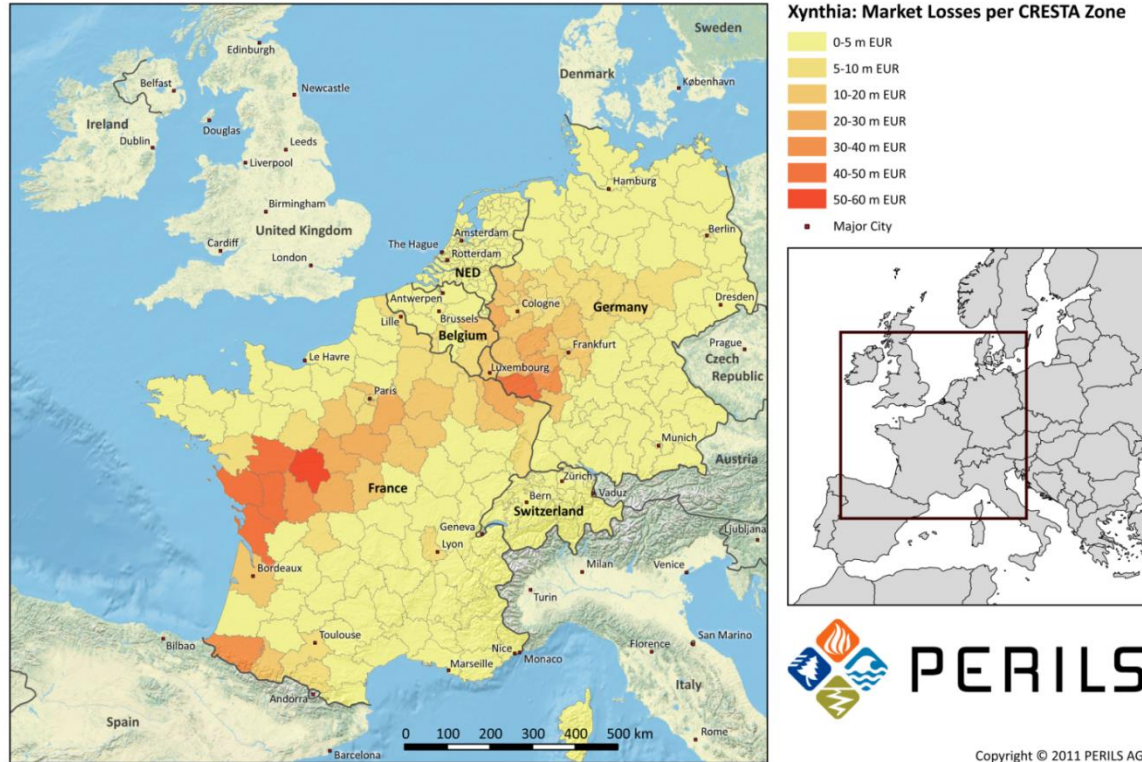 Xynthia: Market Losses per CRESTA Zone
0-5 m EUR
5-10 m EUR
10-20 m EUR
20-30 m EUR
30-40 m EUR
40-50 m EUR
50-60 m EUR
Major City
Sweden
Edinburgh
Denmark
København
Belfast
Newcastle
Ireland
Douglas
Dublin
Leeds
Liverpool
Hamburg
Birmingham
United Kingdom
Amsterdam
Berlin
Cardiff
The Hague
London
Rotterdam
NED
Antwerpen
Cologne
Germany
Dresden
Brussels
Lille
Belgium
Prague
Frankfurt
Czech
Republic
Le Havre
Luxembourg
Paris
Munich
Austria
Zürich
France
Bern
Vaduz
Switzerland
Geneva
Ljubljana
Lyon
Bordeaux
Milan
Venice
Turin
Toulouse
Bilbao
Nice
Monaco
Florence
San Marino
Marseille
Andorra
Italy
Spain
Rome
Barcelona
0 100 200 300 400 500 km
PERILS
Copyright © 2011 PERILS AG